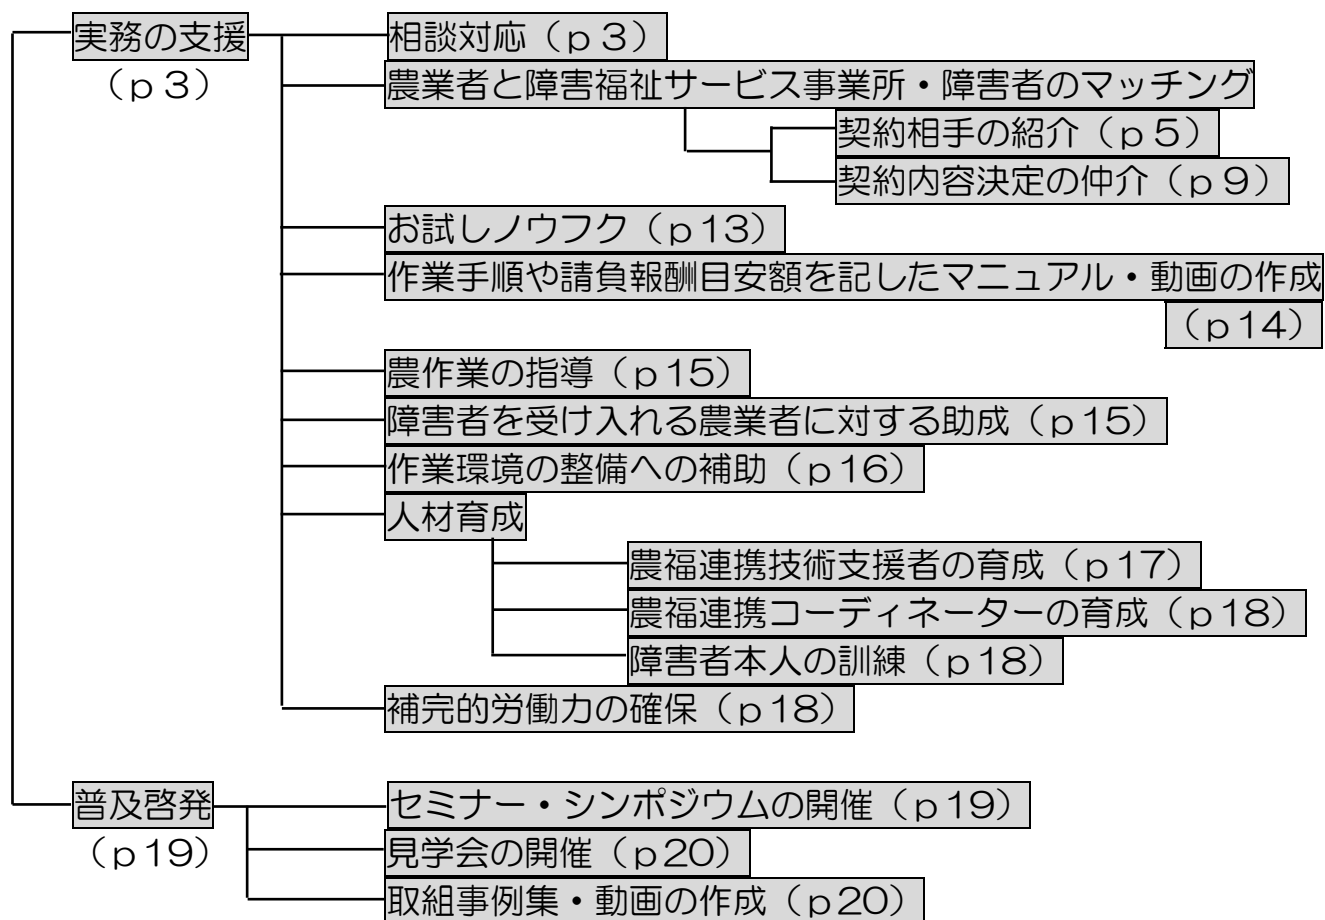 実務の支援
（p３）
相談対応（p３）
農業者と障害福祉サービス事業所・障害者のマッチング
契約相手の紹介（p５）
契約内容決定の仲介（p９）
お試しノウフク（p13）
作業手順や請負報酬目安額を記したマニュアル・動画の作成
（p14）
農作業の指導（p15）
障害者を受け入れる農業者に対する助成（p15）
作業環境の整備への補助（p16）
人材育成
農福連携技術支援者の育成（p17）
農福連携コーディネーターの育成（p18）
障害者本人の訓練（p18）
補完的労働力の確保（p18）
普及啓発
（p19）
セミナー・シンポジウムの開催（p19）
見学会の開催（p20）
取組事例集・動画の作成（p20）